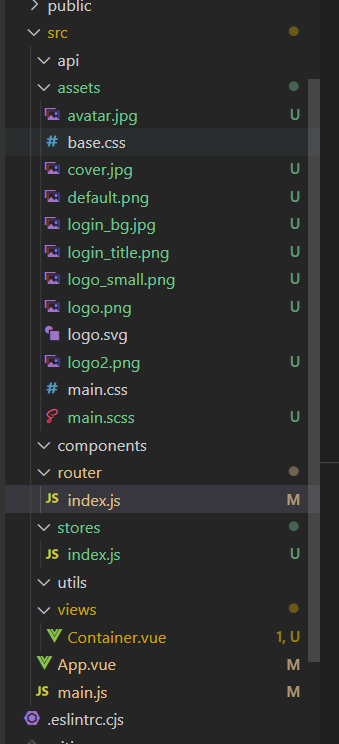 public
src
api
assets
avatar.jpg U
# base.css
cover.jpg U
default.png U
login_bg.jpg U
login_title.png U
logo_small.png U
logo.png U
logo.svg
logo2.png U
# main.css
main.scss U
components
router
JS index.js M
stores
JS index.js U
utils
views
Container.vue 1, U
App.vue M
JS main.js M
.eslintrc.cjs